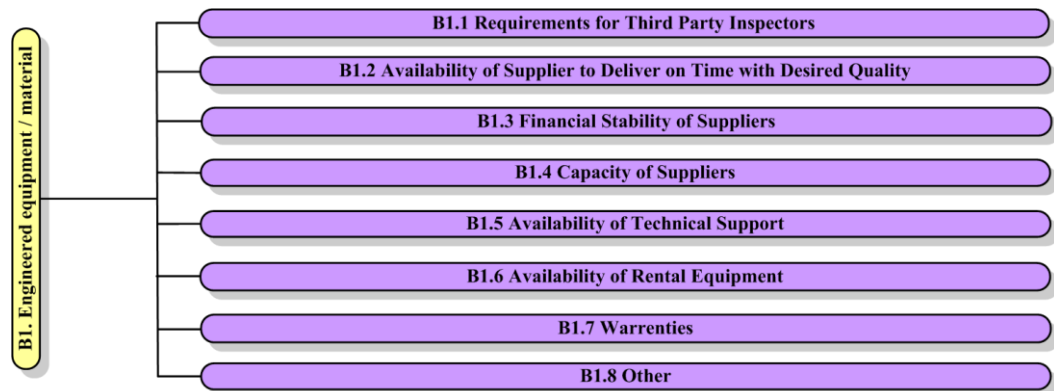 B1. Engineered equipment / material
B1.1 Requirements for Third Party Inspectors
B1.2 Availability of Supplier to Deliver on Time with Desired Quality
B1.3 Financial Stability of Suppliers
B1.4 Capacity of Suppliers
B1.5 Availability of Technical Support
B1.6 Availability of Rental Equipment
B1.7 Warrenties
B1.8 Other